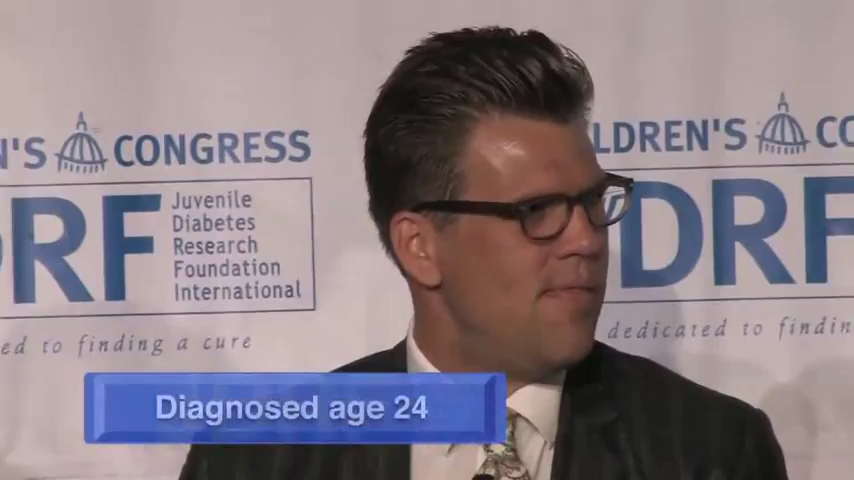 N'S CONGRESS
DRF Juvenile
Diabetes
Research
Foundation
International
ed to finding a cure
LDREN'S CO
DRF
dedicated to findin
Diagnosed age 24